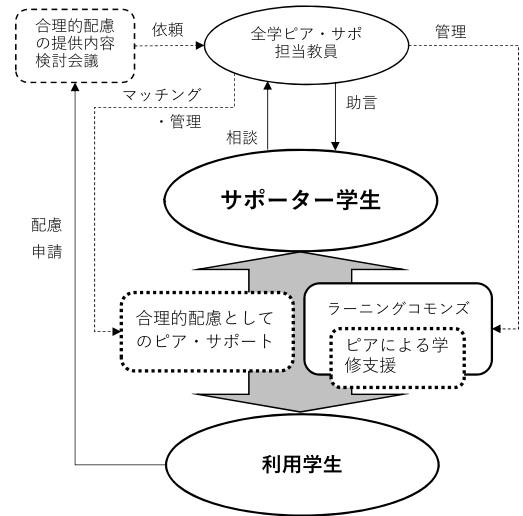 合理的配慮
の提供内容
検討会議
依頼
全学ピア・サポ
担当教員
管理
マッチング
・管理
相談
助言
サポーター学生
配慮
申請
合理的配慮として
のピア・サポート
ラーニングコモンズ
ピアによる学
修支援
利用学生